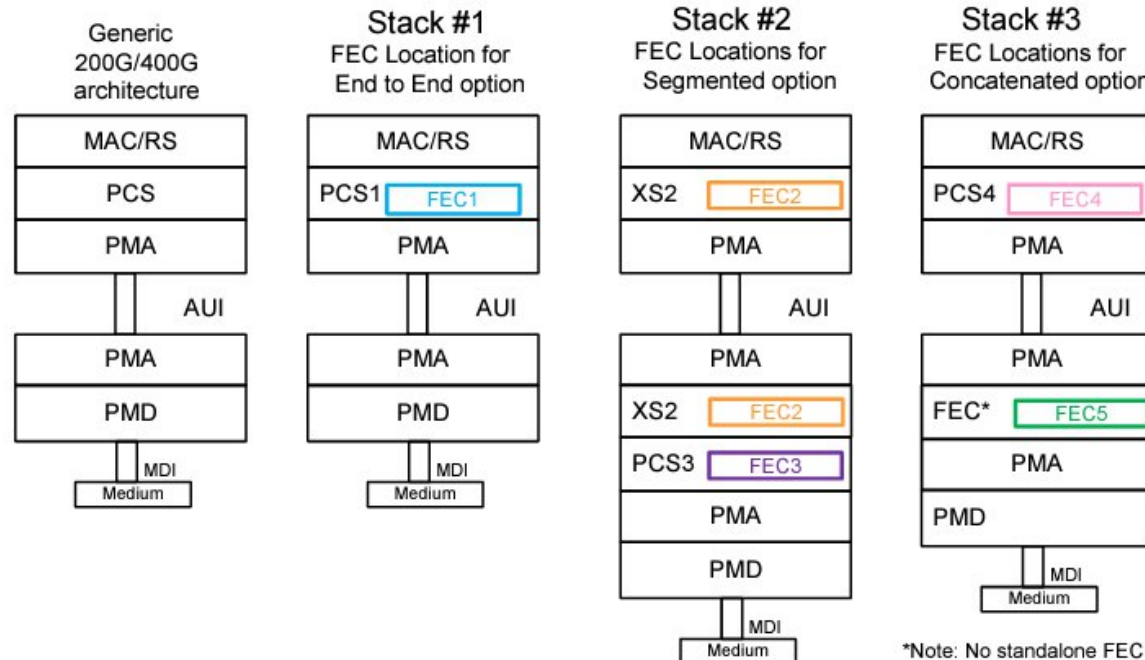 Generic
200G/400G
architecture
MAC/RS
PCS
PMA
AUI
PMA
PMD
MDI
Medium
Stack #1
FEC Location for
End to End option
MAC/RS
PCS1 FEC1
PMA
AUI
PMA
PMD
MDI
Medium
Stack #2
FEC Locations for
Segmented option
MAC/RS
XS2 FEC2
PMA
AUI
PMA
XS2 FEC2
PCS3 FEC3
PMA
PMD
MDI
Medium
Stack #3
FEC Locations for
Concatenated option
MAC/RS
PCS4 FEC4
PMA
AUI
PMA
FEC* FEC5
PMA
PMD
MDI
Medium
*Note: No standalone FEC